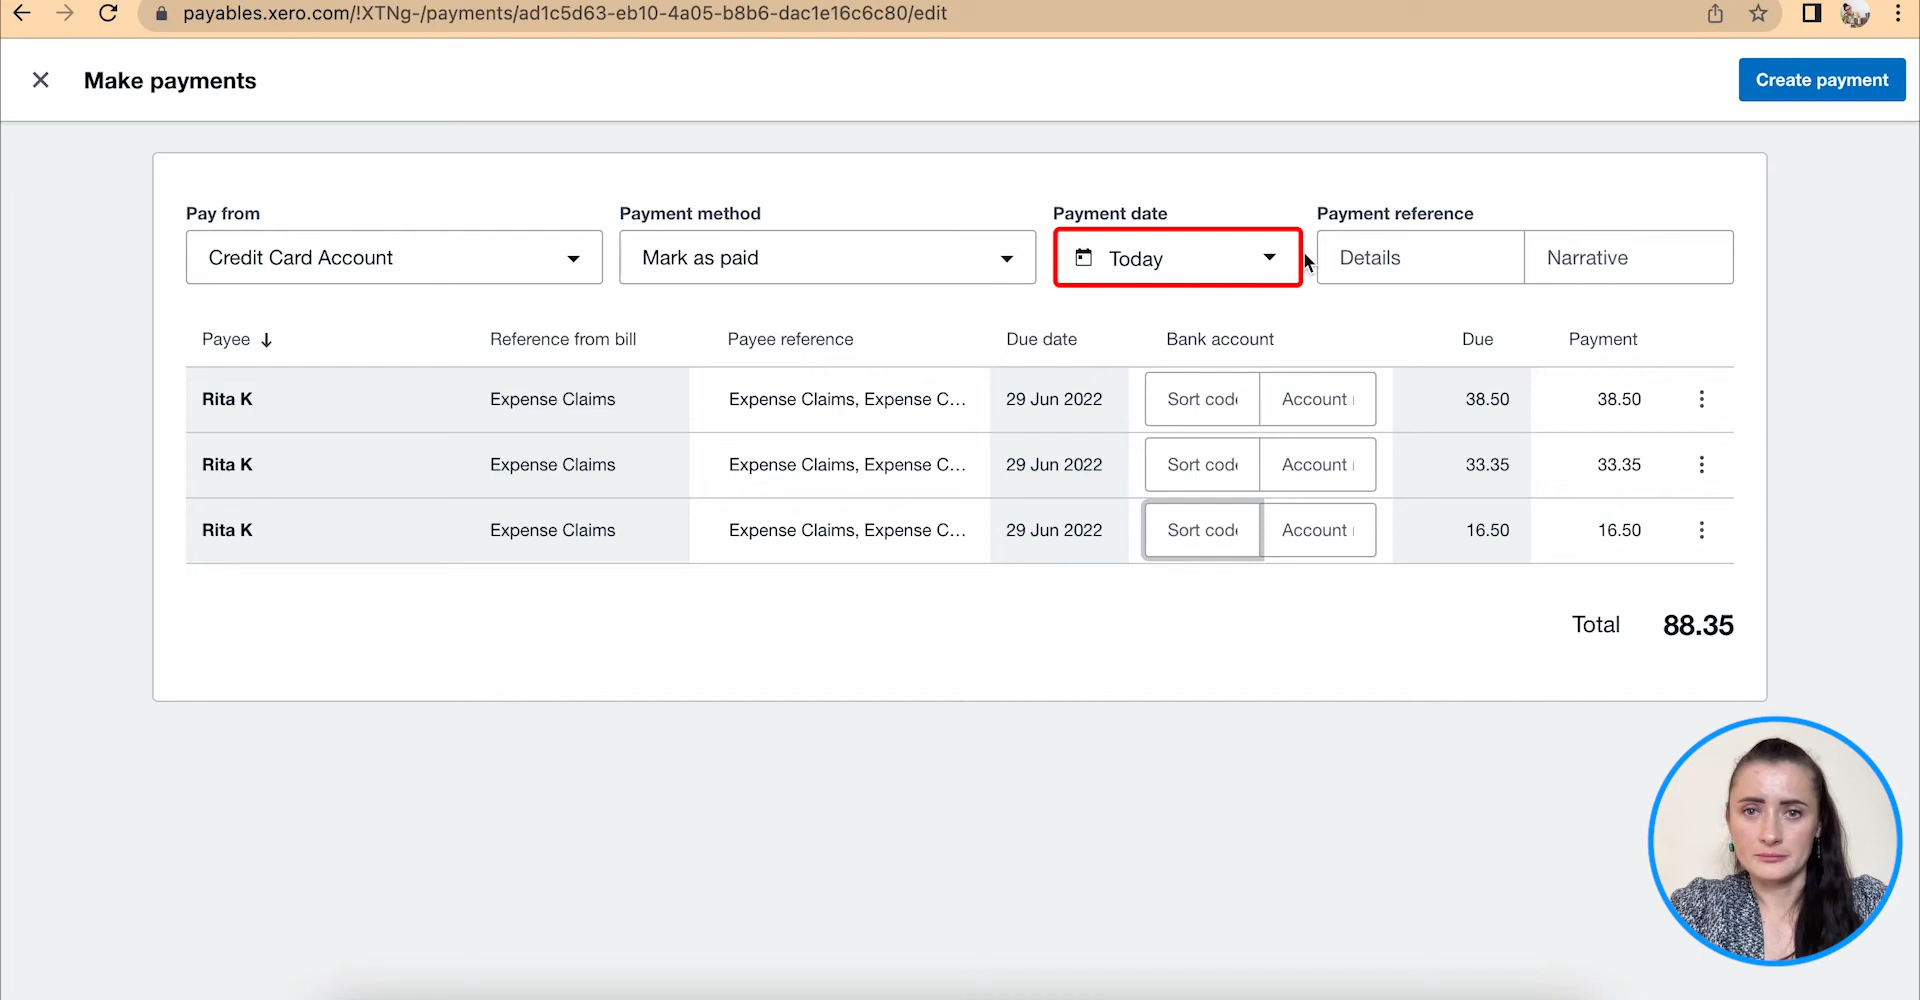 payables.xero.com/!XTNg-/payments/ad1c5d63-eb10-4a05-b8b6-dac1e16c6c80/edit
Make payments
Create payment
Pay from
Payment method
Payment date
Payment reference
Credit Card Account
Mark as paid
Today
Details
Narrative
Payee
Reference from bill
Payee reference
Due date
Bank account
Due
Payment
Rita K
Expense Claims
Expense Claims, Expense C...
29 Jun 2022
Sort code
Account
38.50
38.50
Rita K
Expense Claims
Expense Claims, Expense C...
29 Jun 2022
Sort code
Account
33.35
33.35
Rita K
Expense Claims
Expense Claims, Expense C...
29 Jun 2022
Sort code
Account
16.50
16.50
Total
88.35